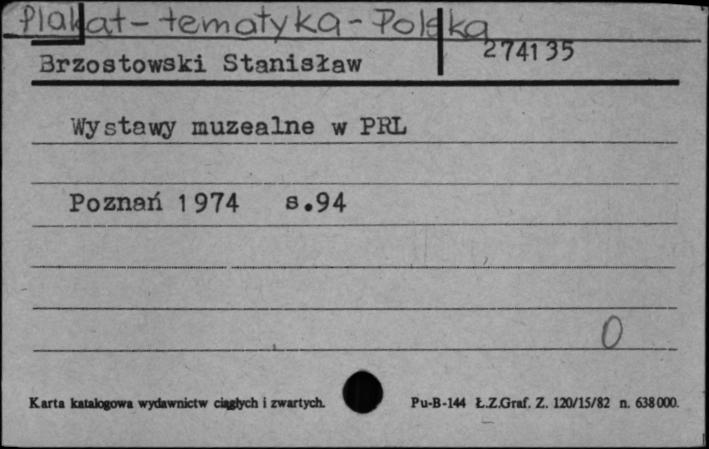 Plakat - tematyka - Polska
274135
Brzostowski Stanisław
Wystawy muzealne w PRL
Poznań 1974 s.94
0
Karta katalogowa wydawnictw ciągłych i zwartych.
Pu-B-144 Ł.Z.Graf. Z. 120/15/82 n. 638000.